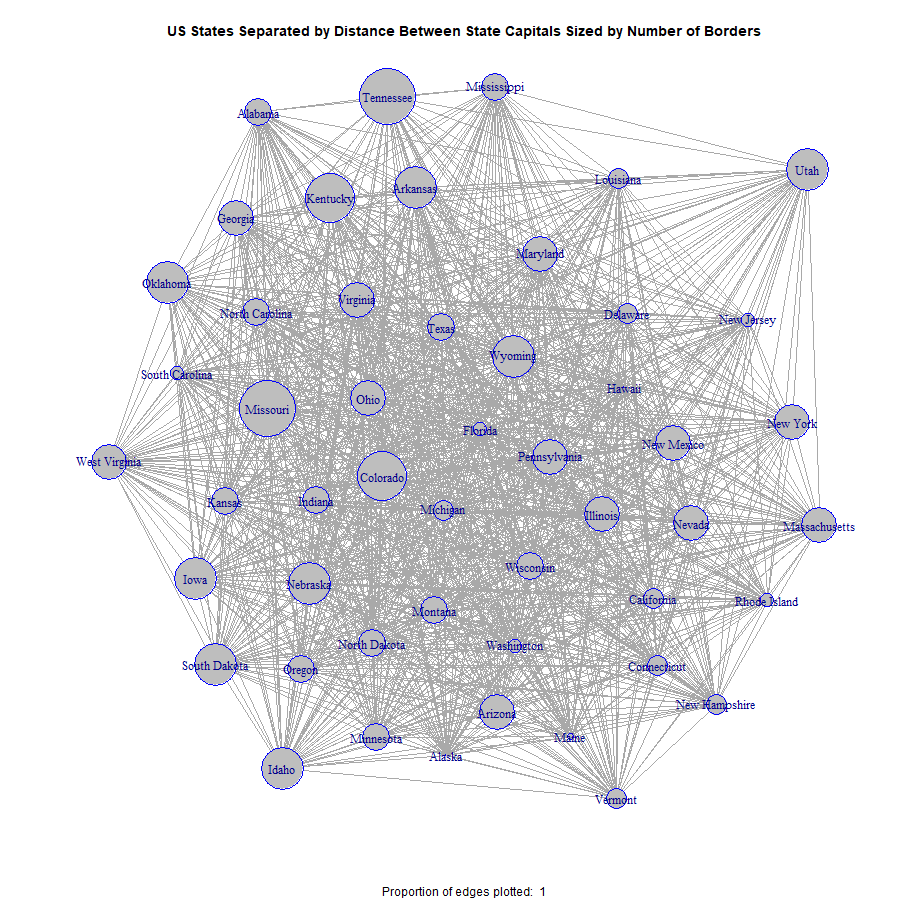 US States Separated by Distance Between State Capitals Sized by Number of Borders
Mississippi
Tennessee
Alabama
Utah
Louisiana
Arkansas
Kentucky
Georgia
Maryland
Oklahoma
Virginia
North Carolina
Delaware
New Jersey
Texas
Wyoming
South Carolina
Hawaii
Ohio
Missouri
New York
Florida
New Mexico
Pennsylvania
West Virginia
Colorado
Kansas
Indiana
Michigan
Illinois
Nevada
Massachusetts
Wisconsin
Iowa
Nebraska
California
Rhode Island
Montana
North Dakota
Washington
South Dakota
Oregon
Connecticut
New Hampshire
Arizona
Minnesota
Maine
Alaska
Idaho
Vermont
Proportion of edges plotted: 1